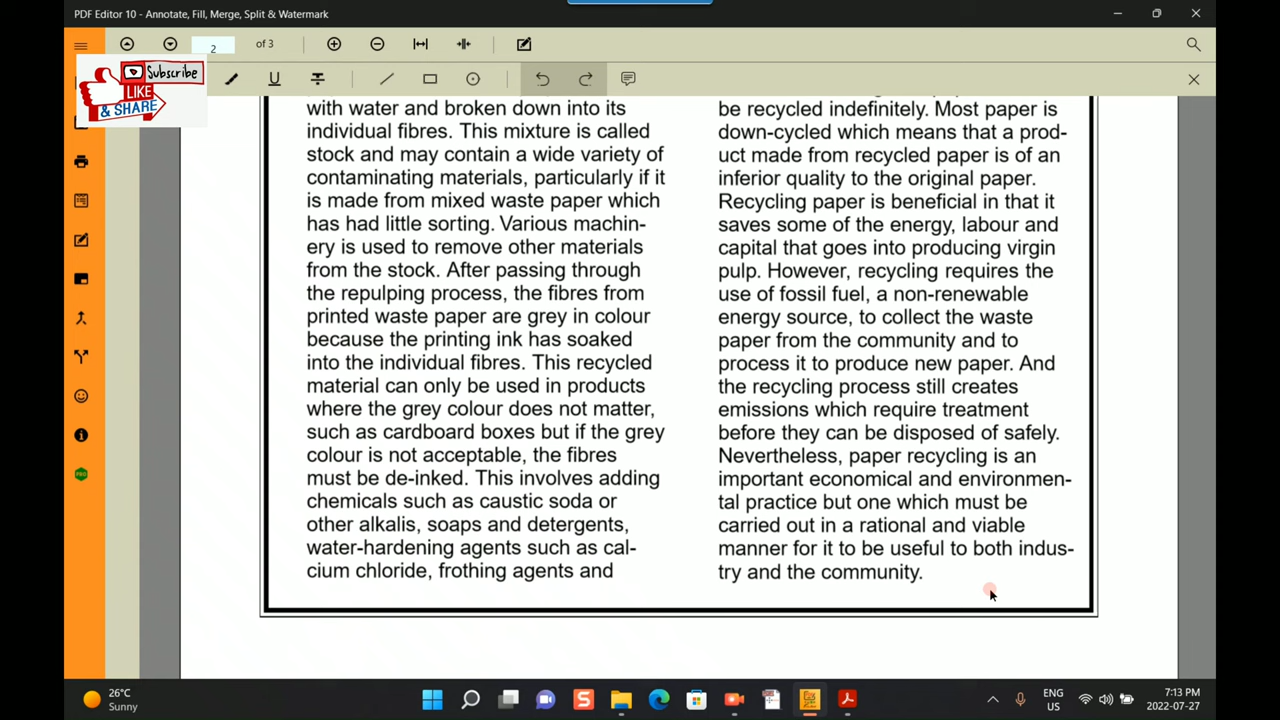 PDF Editor 10 - Annotate, Fill, Merge, Split & Watermark
2
of 3
Subscribe
LIKE
& SHARE
with water and broken down into its
individual fibres. This mixture is called
stock and may contain a wide variety of
contaminating materials, particularly if it
is made from mixed waste paper which
has had little sorting. Various machin-
ery is used to remove other materials
from the stock. After passing through
the repulping process, the fibres from
printed waste paper are grey in colour
because the printing ink has soaked
into the individual fibres. This recycled
material can only be used in products
where the grey colour does not matter,
such as cardboard boxes but if the grey
colour is not acceptable, the fibres
must be de-inked. This involves adding
chemicals such as caustic soda or
other alkalis, soaps and detergents,
water-hardening agents such as cal-
cium chloride, frothing agents and
be recycled indefinitely. Most paper is
down-cycled which means that a prod-
uct made from recycled paper is of an
inferior quality to the original paper.
Recycling paper is beneficial in that it
saves some of the energy, labour and
capital that goes into producing virgin
pulp. However, recycling requires the
use of fossil fuel, a non-renewable
energy source, to collect the waste
paper from the community and to
process it to produce new paper. And
the recycling process still creates
emissions which require treatment
before they can be disposed of safely.
Nevertheless, paper recycling is an
important economical and environmen-
tal practice but one which must be
carried out in a rational and viable
manner for it to be useful to both indus-
try and the community.
26°C
Sunny
ENG
US
7:13 PM
2022-07-27